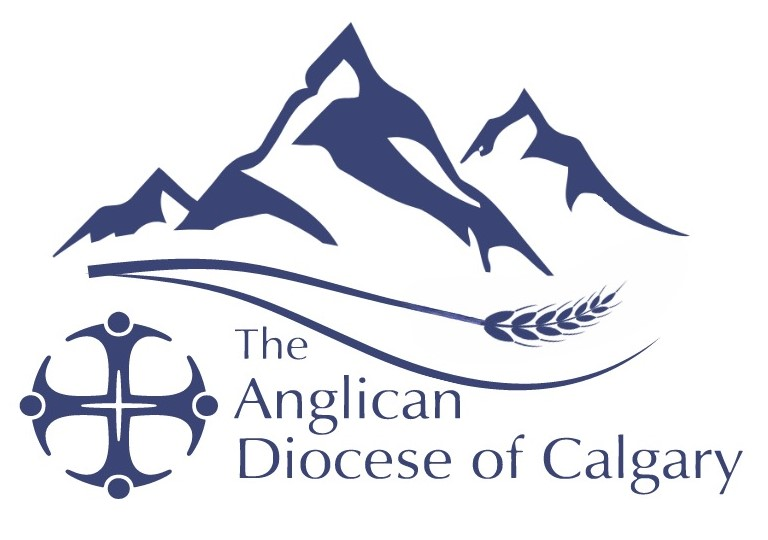 The
Anglican
Diocese of Calgary